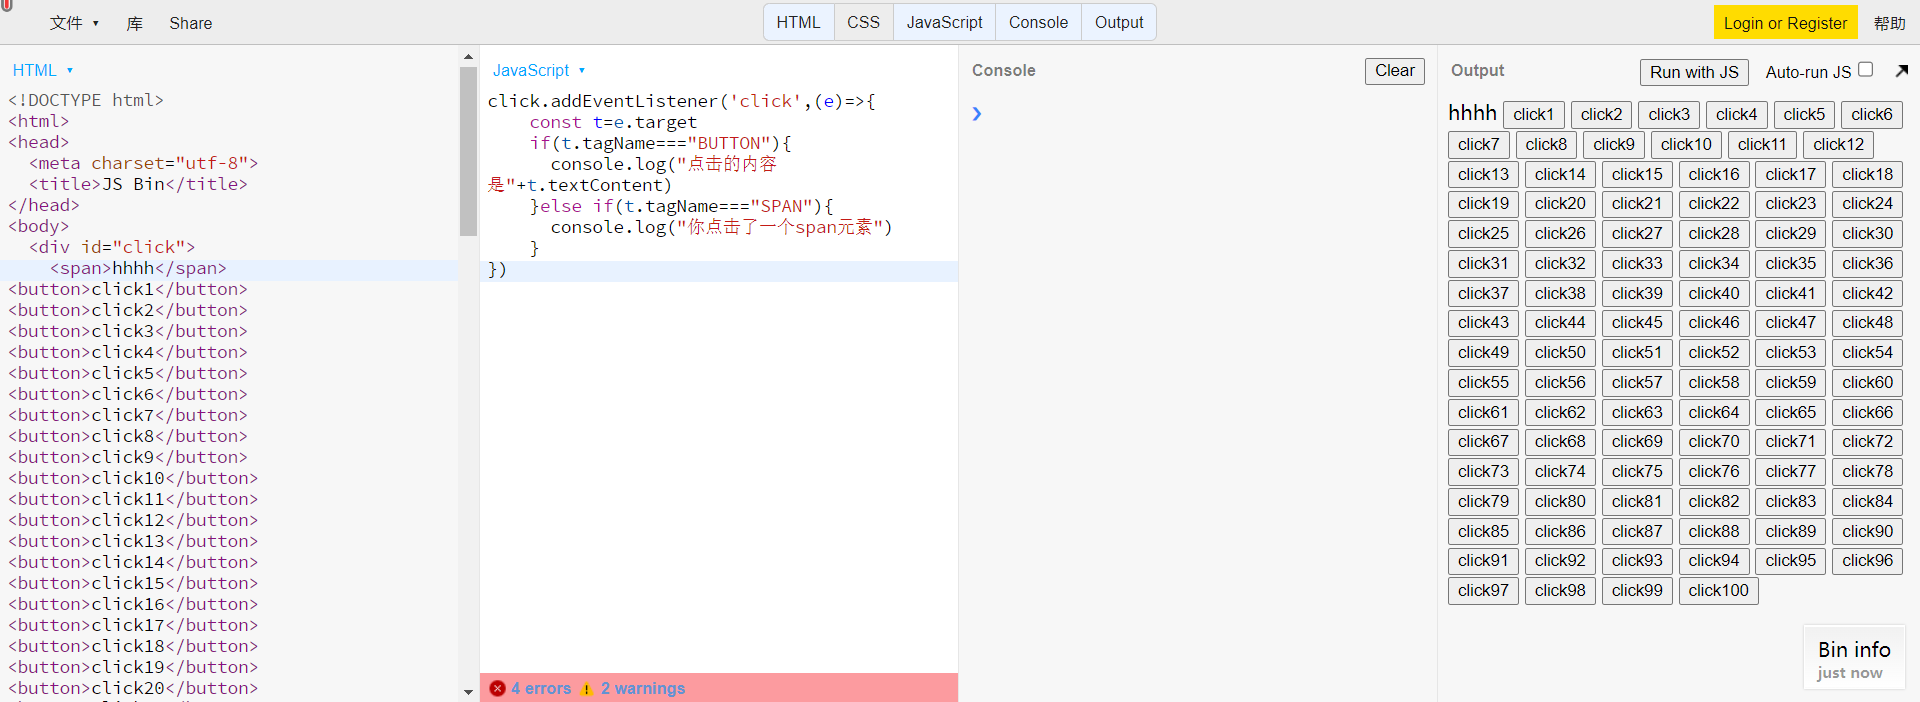 文件 ▾ 库 Share HTML CSS JavaScript Console Output Login or Register 帮助
HTML ▾
<!DOCTYPE html>
<html>
<head>
  <meta charset="utf-8">
  <title>JS Bin</title>
</head>
<body>
  <div id="click">
    <span>hhhh</span>
<button>click1</button>
<button>click2</button>
<button>click3</button>
<button>click4</button>
<button>click5</button>
<button>click6</button>
<button>click7</button>
<button>click8</button>
<button>click9</button>
<button>click10</button>
<button>click11</button>
<button>click12</button>
<button>click13</button>
<button>click14</button>
<button>click15</button>
<button>click16</button>
<button>click17</button>
<button>click18</button>
<button>click19</button>
<button>click20</button>
JavaScript ▾
click.addEventListener('click',(e)=>{
    const t=e.target
    if(t.tagName==="BUTTON"){
      console.log("点击的内容
是"+t.textContent)
    }else if(t.tagName==="SPAN"){
      console.log("你点击了一个span元素")
    }
})
4 errors 2 warnings
Console Clear
Output Run with JS Auto-run JS
hhhh click1 click2 click3 click4 click5 click6
click7 click8 click9 click10 click11 click12
click13 click14 click15 click16 click17 click18
click19 click20 click21 click22 click23 click24
click25 click26 click27 click28 click29 click30
click31 click32 click33 click34 click35 click36
click37 click38 click39 click40 click41 click42
click43 click44 click45 click46 click47 click48
click49 click50 click51 click52 click53 click54
click55 click56 click57 click58 click59 click60
click61 click62 click63 click64 click65 click66
click67 click68 click69 click70 click71 click72
click73 click74 click75 click76 click77 click78
click79 click80 click81 click82 click83 click84
click85 click86 click87 click88 click89 click90
click91 click92 click93 click94 click95 click96
click97 click98 click99 click100
Bin info
just now